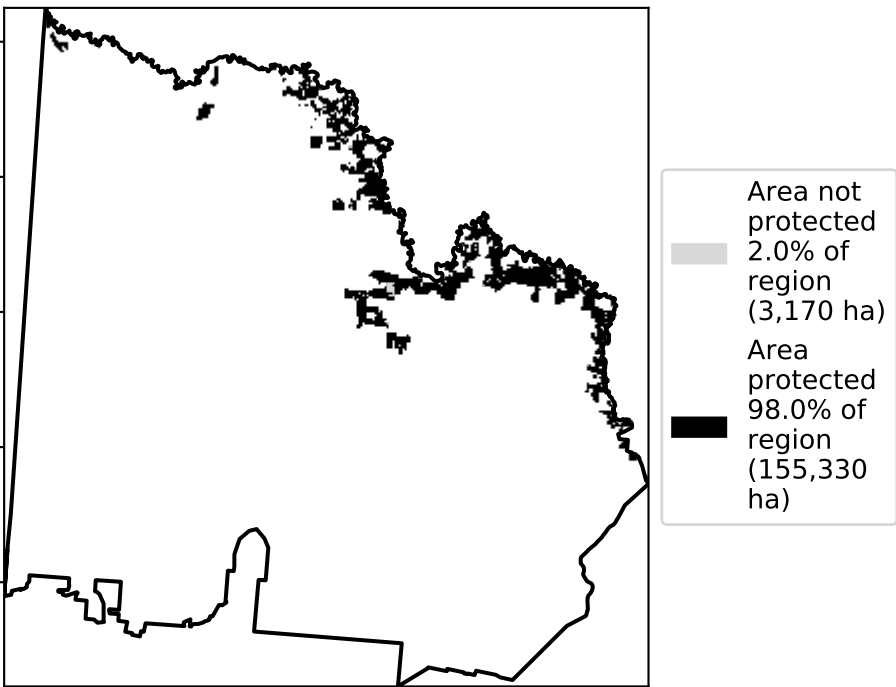 Area not
protected
2.0% of
region
(3,170 ha)
Area
protected
98.0% of
region
(155,330
ha)